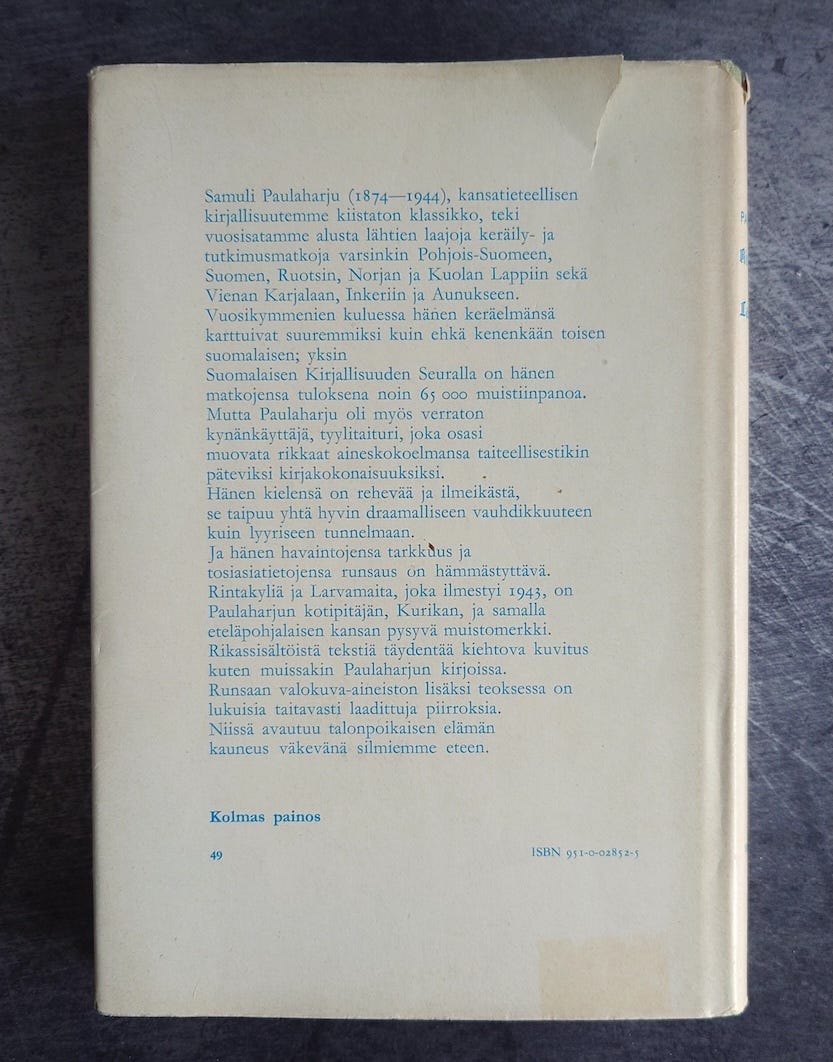 Samuli Paulaharju (1874—1944), kansatieteellisen
kirjallisuutemme kiistaton klassikko, teki
vuosisatamme alusta lähtien laajoja keräily- ja
tutkimusmatkoja varsinkin Pohjois-Suomeen,
Suomen, Ruotsin, Norjan ja Kuolan Lappiin sekä
Vienan Karjalaan, Inkeriin ja Aunukseen.
Vuosikymmenien kuluessa hänen keräelmänsä
karttuivat suuremmiksi kuin ehkä kenenkään toisen
suomalaisen; yksin
Suomalaisen Kirjallisuuden Seuralla on hänen
matkojensa tuloksena noin 65 000 muistiinpanoa.
Mutta Paulaharju oli myös verraton
kynänkäyttäjä, tyylitaituri, joka osasi
muovata rikkaat aineskokoelmansa taiteellisestikin
päteviksi kirjakokonaisuuksiksi.
Hänen kielensä on rehevää ja ilmeikästä,
se taipuu yhtä hyvin draamalliseen vauhdikkuuteen
kuin lyyriseen tunnelmaan.
Ja hänen havaintojensa tarkkuus ja
tosiasiatietojensa runsaus on hämmästyttävä.
Rintakyliä ja Larvamaita, joka ilmestyi 1943, on
Paulaharjun kotipitäjän, Kurikan, ja samalla
eteläpohjalaisen kansan pysyvä muistomerkki.
Rikassisältöistä tekstiä täydentää kiehtova kuvitus
kuten muissakin Paulaharjun kirjoissa.
Runsaan valokuva-aineiston lisäksi teoksessa on
lukuisia taitavasti laadittuja piirroksia.
Niissä avautuu talonpoikaisen elämän
kauneus väkevänä silmiemme eteen.
Kolmas painos
49
ISBN 951-0-02852-5